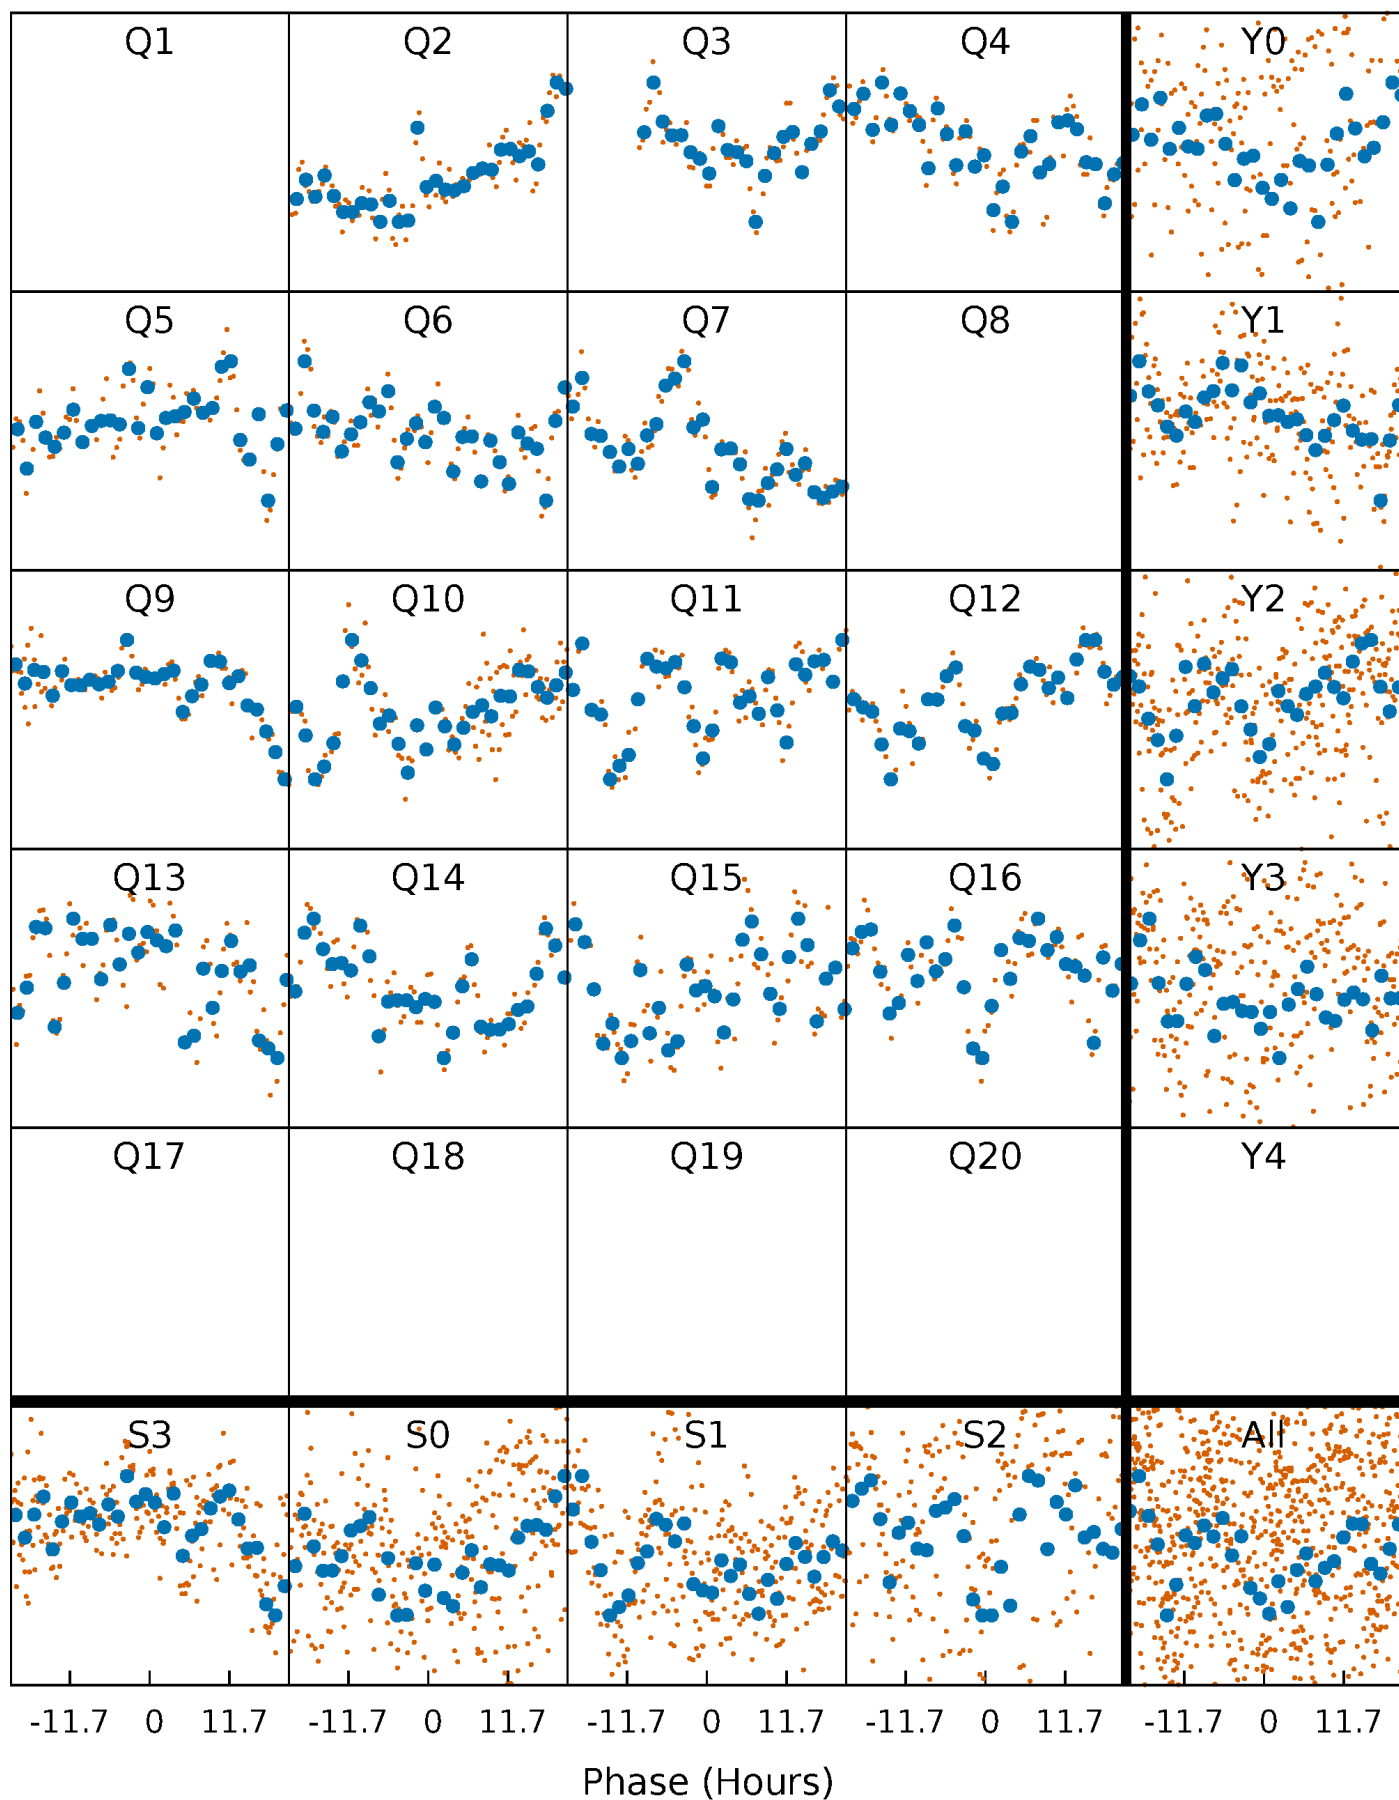 Q1 Q2 Q3 Q4 Y0
Q5 Q6 Q7 Q8 Y1
Q9 Q10 Q11 Q12 Y2
Q13 Q14 Q15 Q16 Y3
Q17 Q18 Q19 Q20 Y4
S3 S0 S1 S2 All
-11.7 0 11.7 -11.7 0 11.7 -11.7 0 11.7 -11.7 0 11.7 -11.7 0 11.7
Phase (Hours)